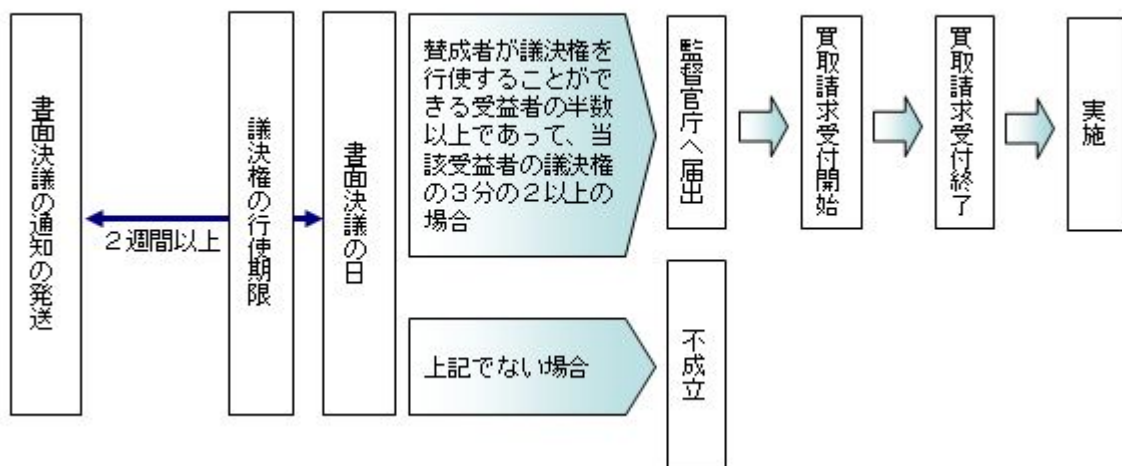 書面決議の通知の発送
2週間以上
議決権の行使期限
書面決議の日
賛成者が議決権を
行使することがで
きる受益者の半数
以上であって、当
該受益者の議決権
の3分の2以上の
場合
監督官庁へ届出
買取請求受付開始
買取請求受付終了
実施
上記でない場合
不成立